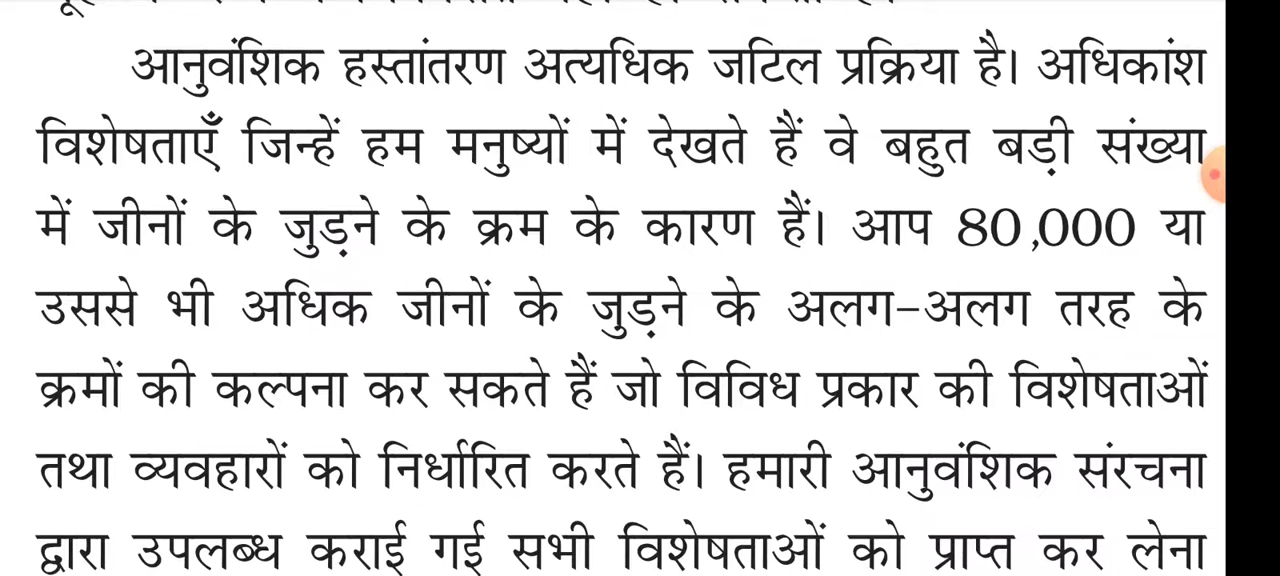 आनुवंशिक हस्तांतरण अत्यधिक जटिल प्रक्रिया है। अधिकांश
विशेषताएँ जिन्हें हम मनुष्यों में देखते हैं वे बहुत बड़ी संख्या
में जीनों के जुड़ने के क्रम के कारण हैं। आप 80,000 या
उससे भी अधिक जीनों के जुड़ने के अलग-अलग तरह के
क्रमों की कल्पना कर सकते हैं जो विविध प्रकार की विशेषताओं
तथा व्यवहारों को निर्धारित करते हैं। हमारी आनुवंशिक संरचना
द्वारा उपलब्ध कराई गई सभी विशेषताओं को प्राप्त कर लेना